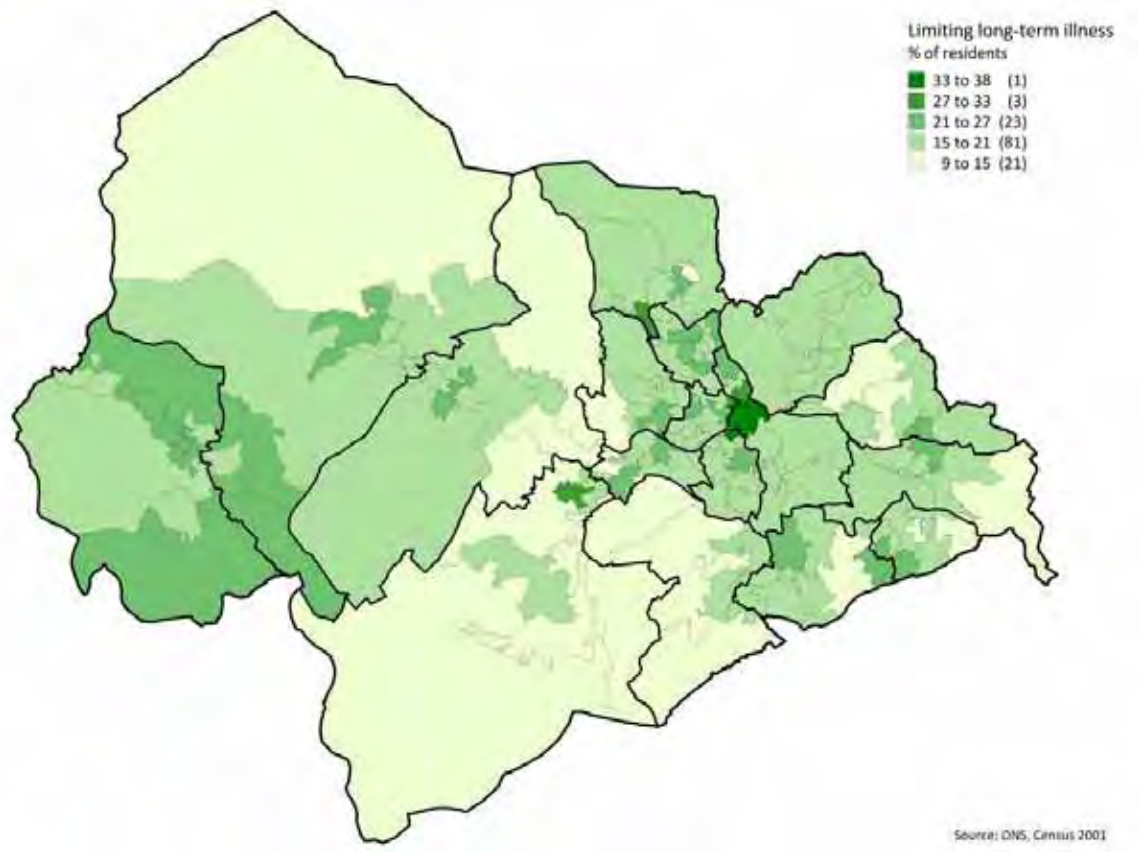 Limiting long-term illness
% of residents
33 to 38 (1)
27 to 33 (3)
21 to 27 (23)
15 to 21 (81)
9 to 15 (21)
Source: ONS, Census 2001